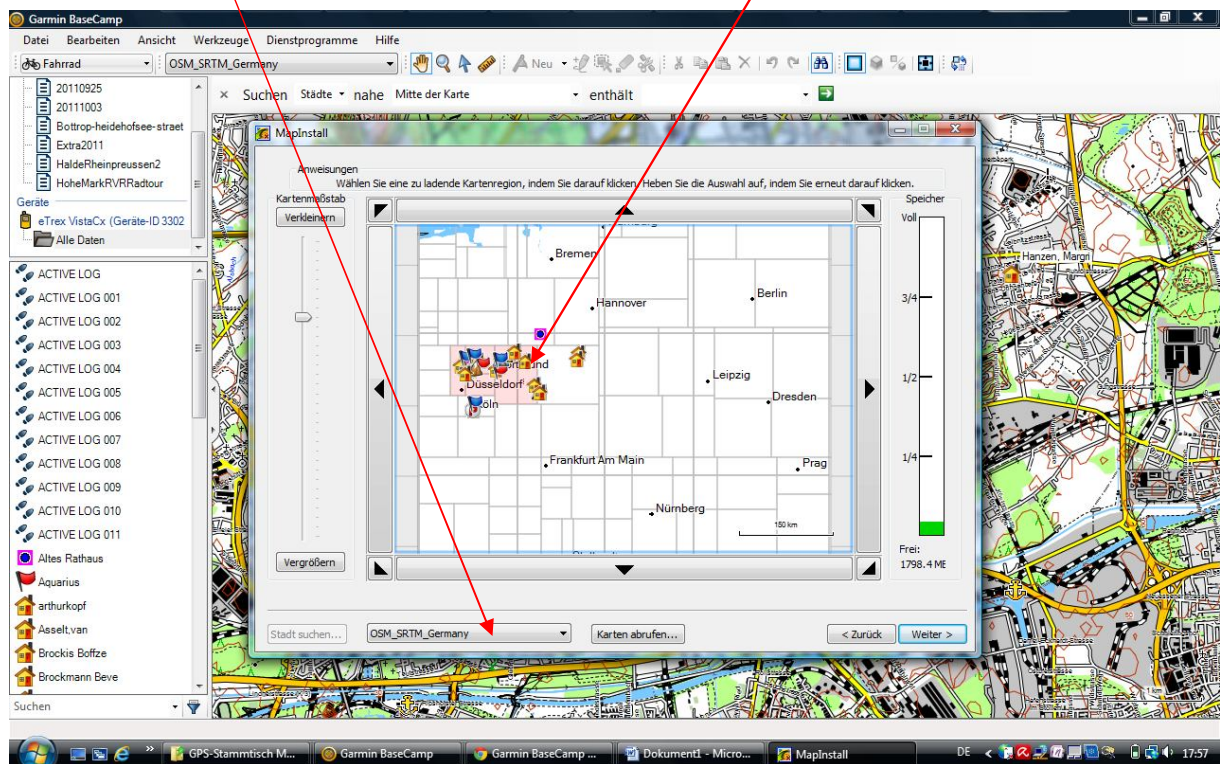 Garmin BaseCamp
Datei Bearbeiten Ansicht Werkzeuge Dienstprogramme Hilfe
Fahrrad OSM_SRTM_Germany Neu
20110925
20111003
Bottrop-heidehofsee-straet
Extra2011
HaldeRheinpreussen2
HoheMarkRVRRadtour
Geräte
eTrex VistaCx (Geräte-ID 3302
Alle Daten
ACTIVE LOG
ACTIVE LOG 001
ACTIVE LOG 002
ACTIVE LOG 003
ACTIVE LOG 004
ACTIVE LOG 005
ACTIVE LOG 006
ACTIVE LOG 007
ACTIVE LOG 008
ACTIVE LOG 009
ACTIVE LOG 010
ACTIVE LOG 011
Altes Rathaus
Aquarius
arthurkopf
Asselt,van
Brockis Boffze
Brockmann Beve
Suchen
× Suchen Städte nahe Mitte der Karte enthält
MapInstall
Anweisungen
Wählen Sie eine zu ladende Kartenregion, indem Sie darauf klicken. Heben Sie die Auswahl auf, indem Sie erneut darauf klicken.
Kartenmaßstab
Verkleinern
Vergrößern
Bremen
Hannover
Berlin
Düsseldorf
Köln
Leipzig
Dresden
Frankfurt Am Main
Prag
Nürnberg
150 km
Speicher
Voll
3/4
1/2
1/4
Frei:
1798.4 ME
Stadt suchen... OSM_SRTM_Germany Karten abrufen... < Zurück Weiter >
Hanzen, Margri
1 km
GPS-Stammtisch M... Garmin BaseCamp Garmin BaseCamp ... Dokument1 - Micro... MapInstall DE 17:57